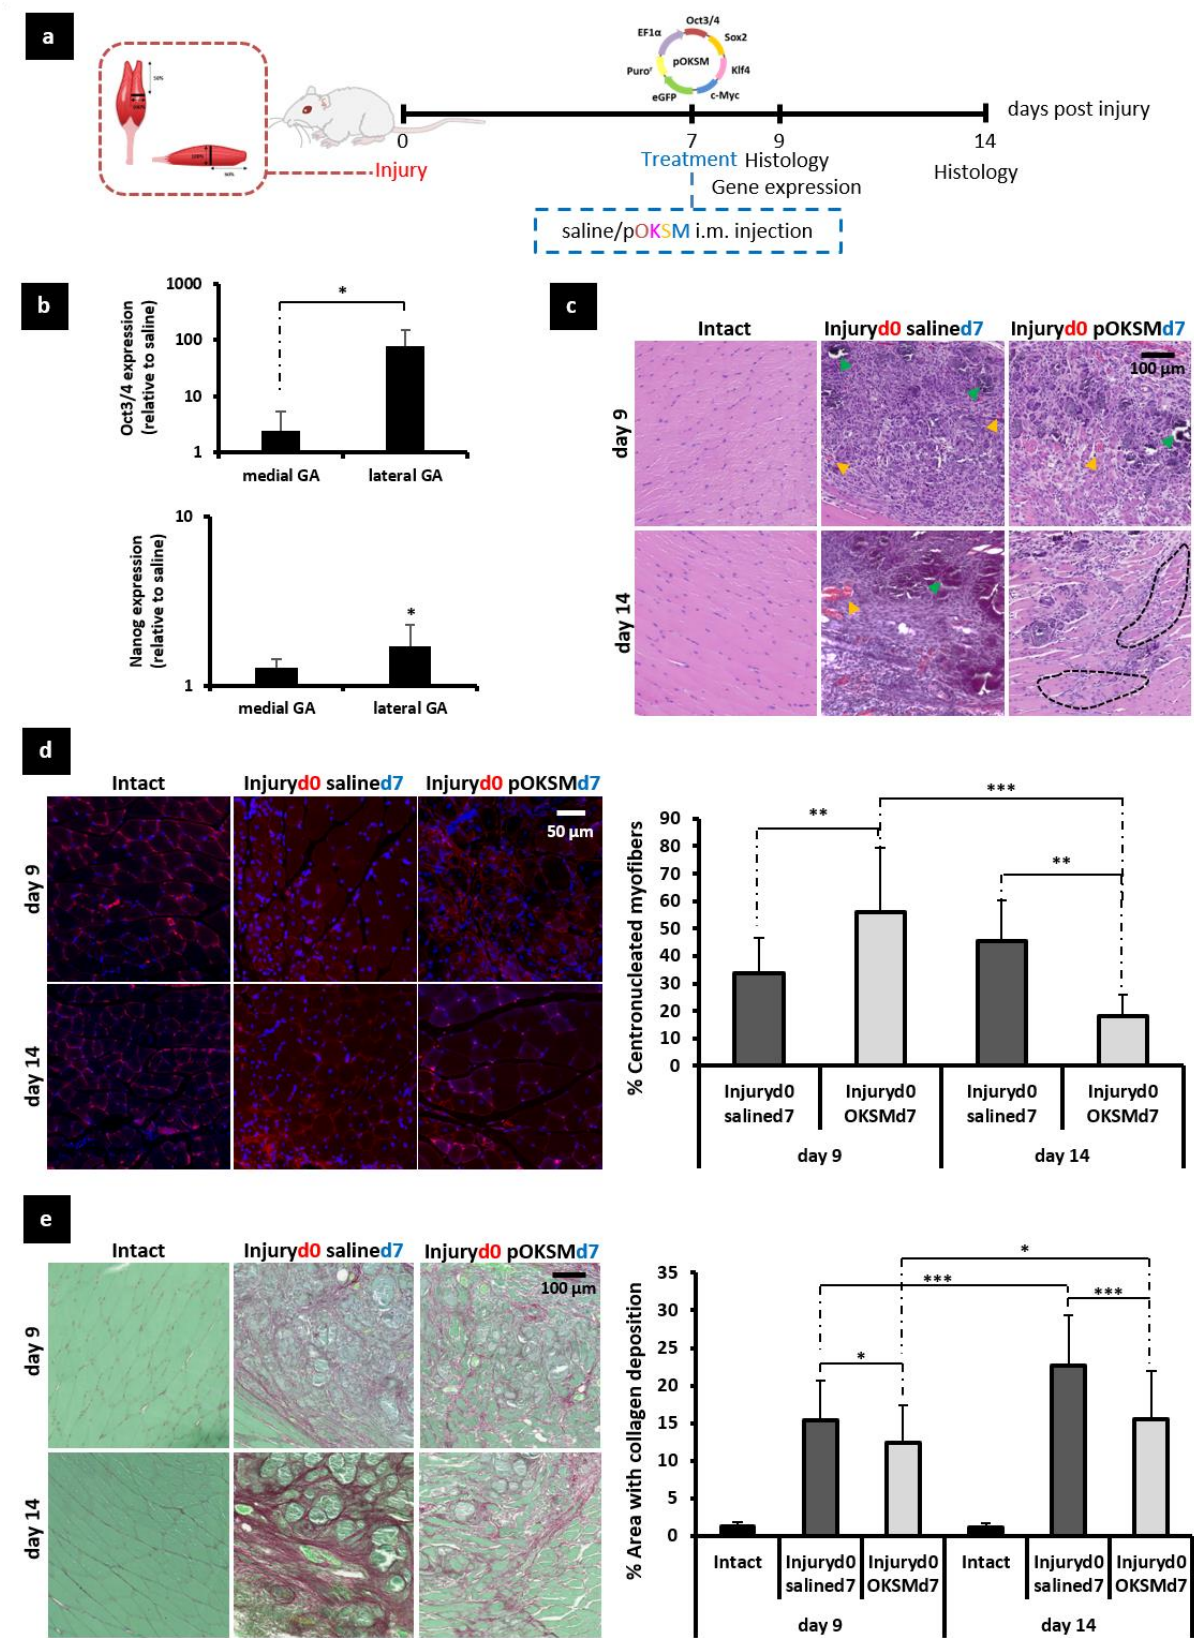 a
Oct3/4
EF1α
Sox2
pOKSM
Puroʳ
Klf4
eGFP
c-Myc
days post injury
0
7
9
14
Injury
Treatment
Histology
Gene expression
Histology
saline/pOKSM i.m. injection
b
Oct3/4 expression
(relative to saline)
1000
100
10
1
*
medial GA
lateral GA
Nanog expression
(relative to saline)
10
1
*
medial GA
lateral GA
c
Intact
Injuryd0 salined7
Injuryd0 pOKSMd7
day 9
100 µm
day 14
d
Intact
Injuryd0 salined7
Injuryd0 pOKSMd7
day 9
50 µm
day 14
% Centronucleated myofibers
90
80
70
60
50
40
30
20
10
0
**
***
**
Injuryd0
salined7
Injuryd0
OKSMd7
Injuryd0
salined7
Injuryd0
OKSMd7
day 9
day 14
e
Intact
Injuryd0 salined7
Injuryd0 pOKSMd7
day 9
100 µm
day 14
% Area with collagen deposition
35
30
25
20
15
10
5
0
*
***
***
*
Intact
Injuryd0
salined7
Injuryd0
OKSMd7
Intact
Injuryd0
salined7
Injuryd0
OKSMd7
day 9
day 14